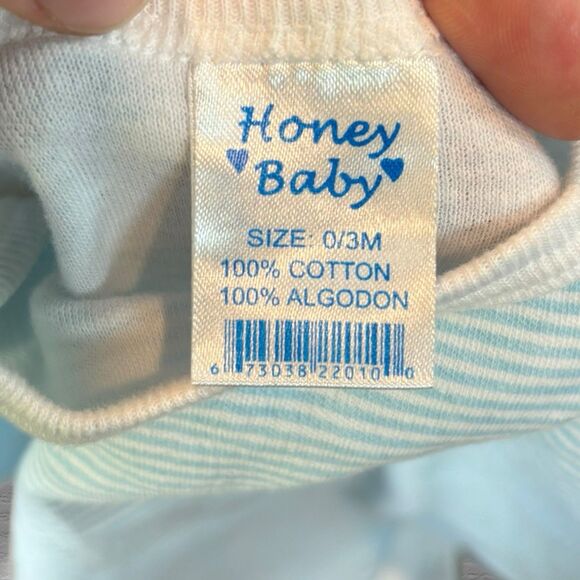 Honey
Baby
SIZE: 0/3M
100% COTTON
100% ALGODON
6 73038 22010 0